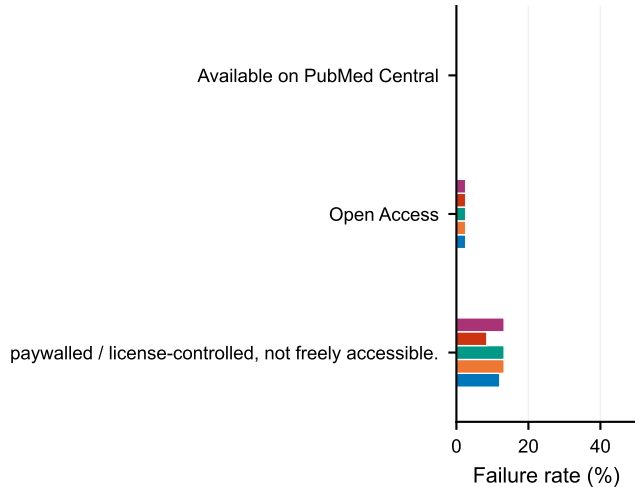 Available on PubMed Central
Open Access
paywalled / license-controlled, not freely accessible.
0 20 40
Failure rate (%)